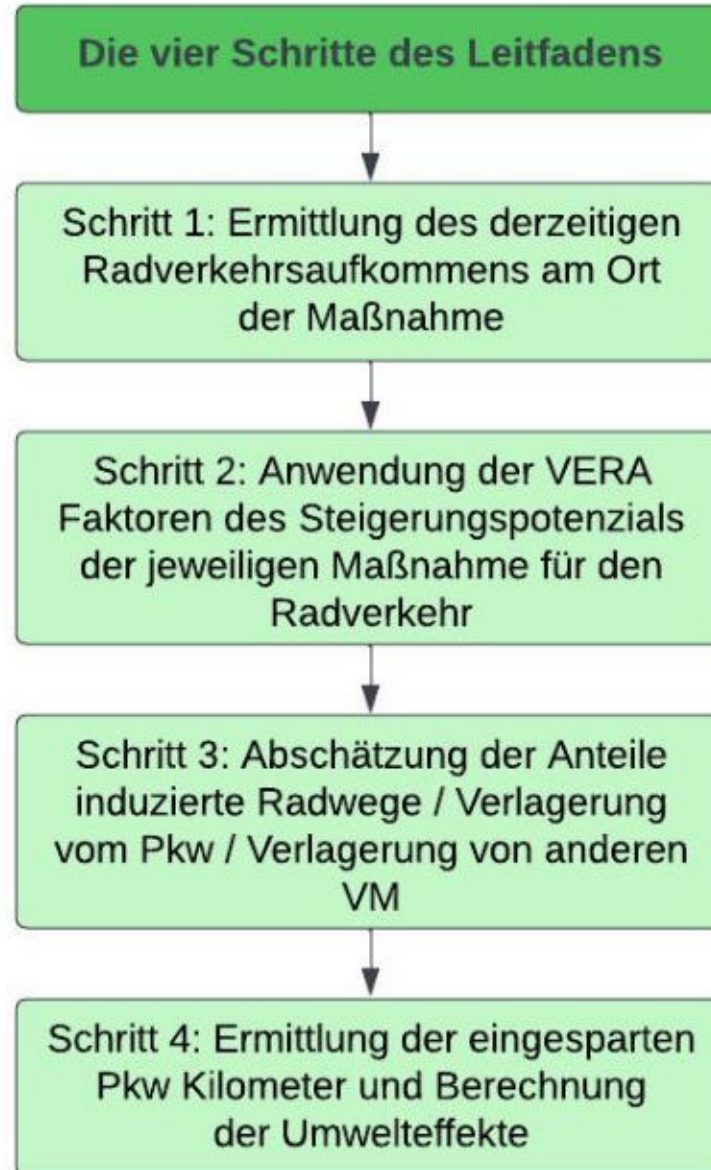 Die vier Schritte des Leitfadens
Schritt 1: Ermittlung des derzeitigen
Radverkehrsaufkommens am Ort
der Maßnahme
Schritt 2: Anwendung der VERA
Faktoren des Steigerungspotenzials
der jeweiligen Maßnahme für den
Radverkehr
Schritt 3: Abschätzung der Anteile
induzierte Radwege / Verlagerung
vom Pkw / Verlagerung von anderen
VM
Schritt 4: Ermittlung der eingesparten
Pkw Kilometer und Berechnung
der Umwelteffekte